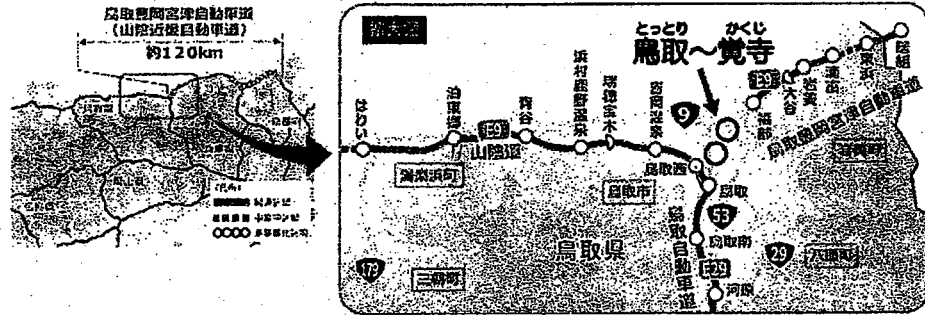 鳥取豊岡宮津自動車道
(山陰近畿自動車道)
約120km
拡大図
とっとり かくじ
鳥取～覚寺
はわい
泊東郷
青谷
浜村鹿野温泉
瑞穂宝木
吉岡温泉
鳥取西
鳥取
鳥取南
河原
福部
大谷
岩美
浦富
東浜
居組
E9
山陰道
9
E9
鳥取豊岡宮津自動車道
湯梨浜町
鳥取市
鳥取県
53
鳥取自動車道
E29
29
八頭町
179
三朝町